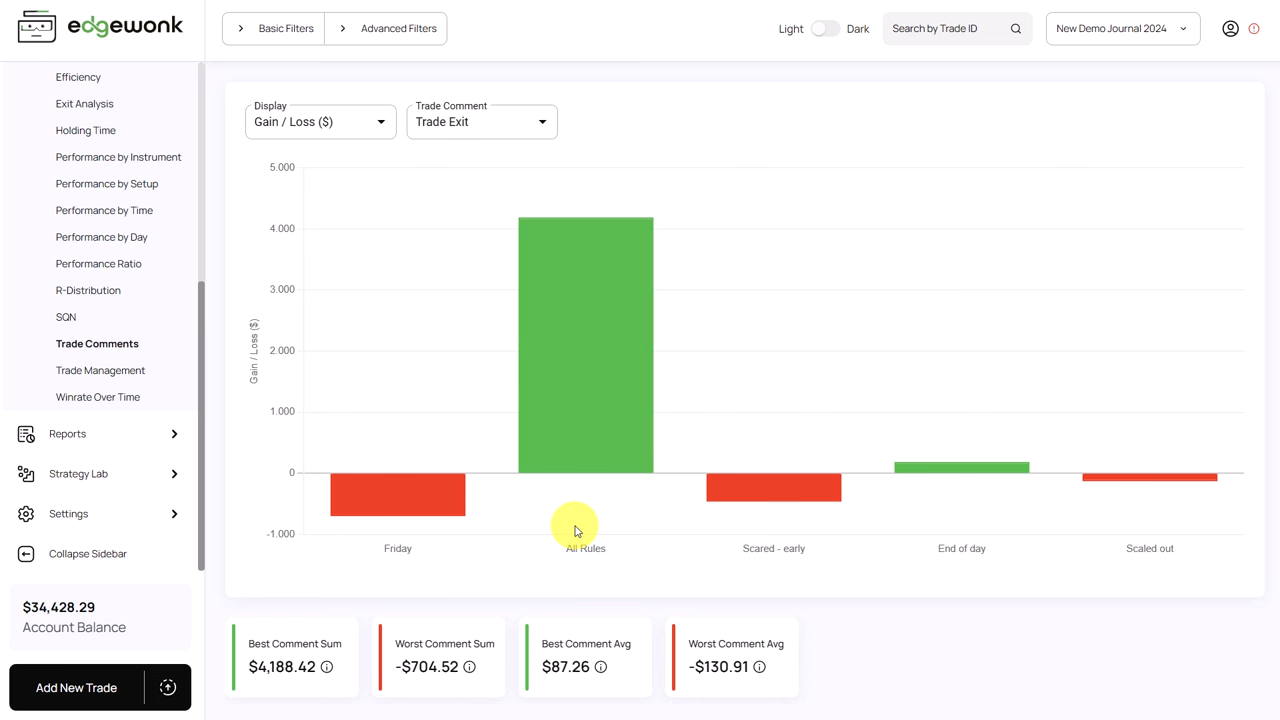 edgewonk
Basic Filters
Advanced Filters
Light
Dark
Search by Trade ID
New Demo Journal 2024
Efficiency
Exit Analysis
Holding Time
Performance by Instrument
Performance by Setup
Performance by Time
Performance by Day
Performance Ratio
R-Distribution
SQN
Trade Comments
Trade Management
Winrate Over Time
Reports
Strategy Lab
Settings
Collapse Sidebar
$34,428.29
Account Balance
Add New Trade
Display
Gain / Loss ($)
Trade Comment
Trade Exit
5.000
4.000
3.000
2.000
1.000
0
-1.000
Gain / Loss ($)
Friday
All Rules
Scared - early
End of day
Scaled out
Best Comment Sum
$4,188.42
Worst Comment Sum
-$704.52
Best Comment Avg
$87.26
Worst Comment Avg
-$130.91